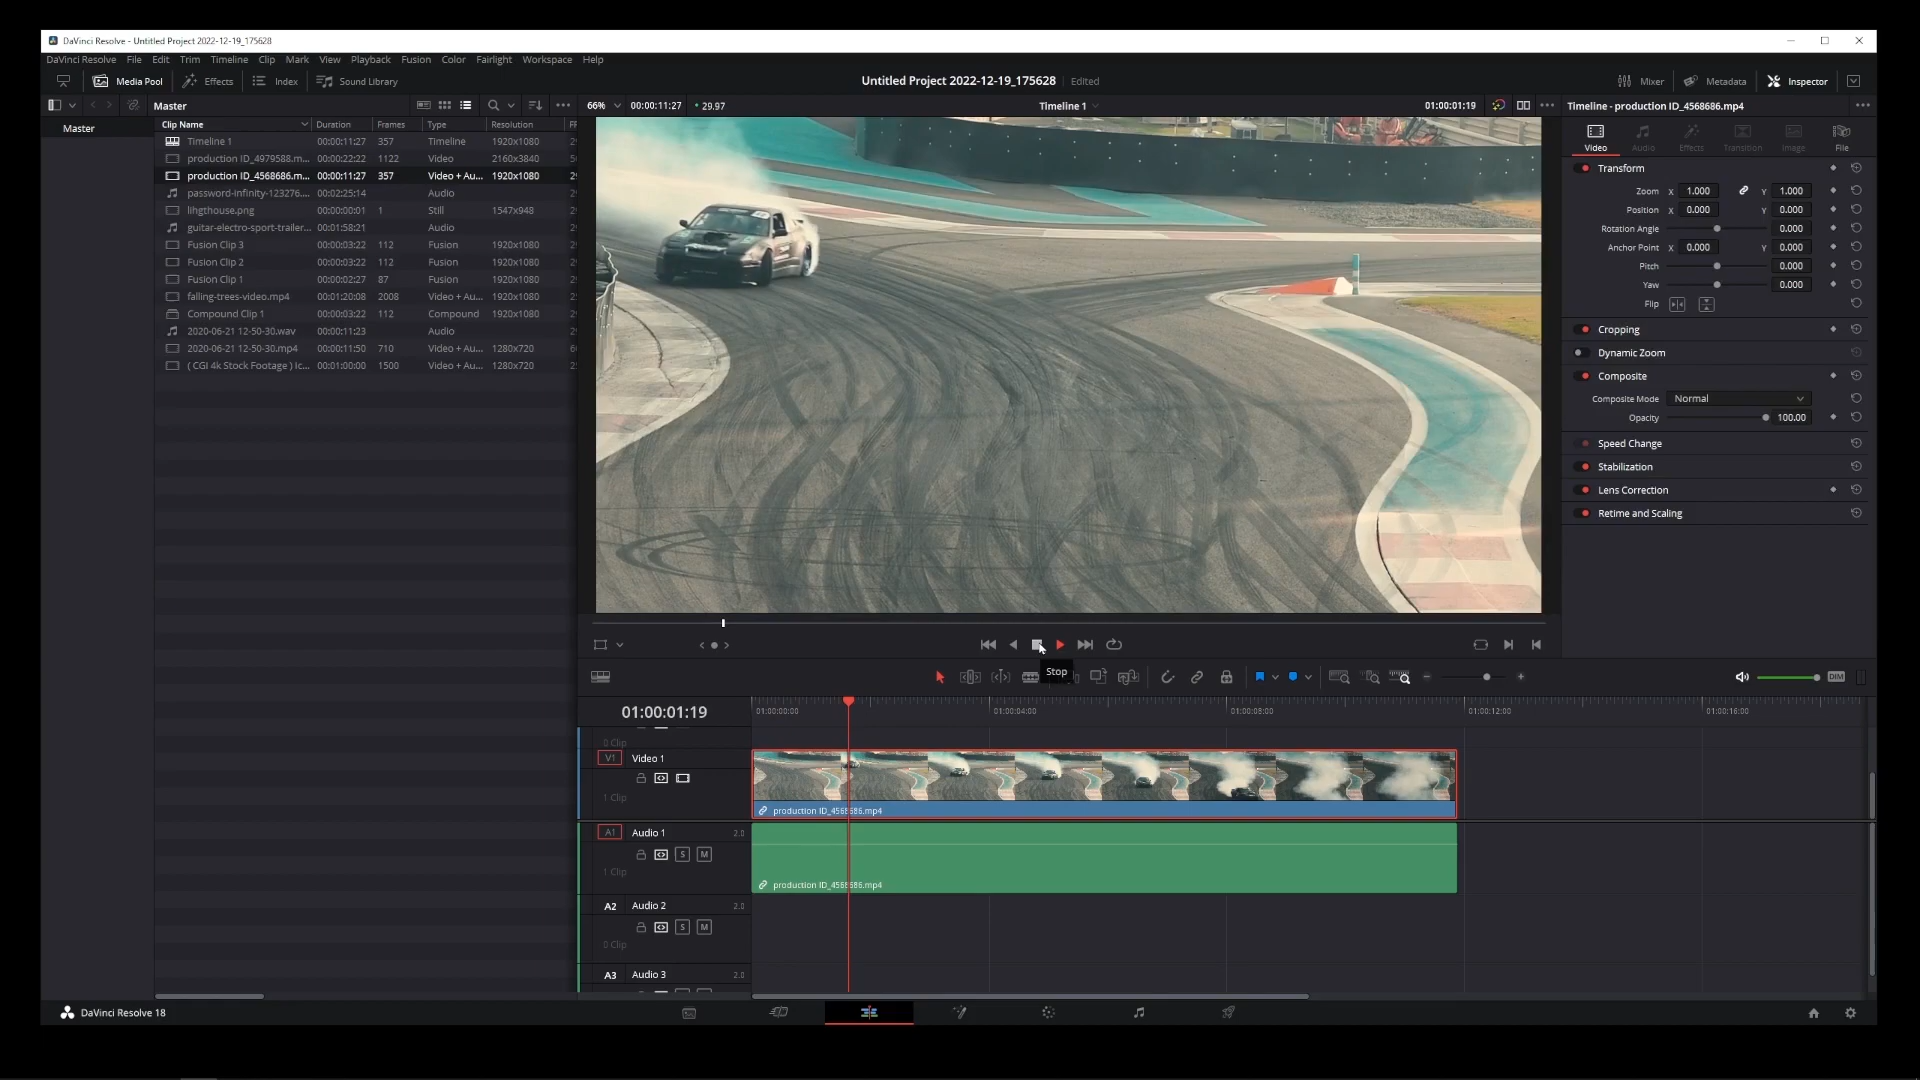 DaVinci Resolve - Untitled Project 2022-12-19_175628
DaVinci Resolve File Edit Trim Timeline Clip Mark View Playback Fusion Color Fairlight Workspace Help
Media Pool Effects Index Sound Library Untitled Project 2022-12-19_175628 Edited Mixer Metadata Inspector
Master 66% 00:00:11:27 29.97 Timeline 1 01:00:01:19 Timeline - production ID_4568686.mp4
Master
Clip Name Duration Frames Type Resolution
Timeline 1 00:00:11:27 357 Timeline 1920x1080
production ID_4979588.m... 00:00:22:22 1122 Video 2160x3840
production ID_4568686.m... 00:00:11:27 357 Video + Au... 1920x1080
password-infinity-123276.... 00:02:25:14 Audio
lihgthouse.png 00:00:00:01 1 Still 1547x948
guitar-electro-sport-trailer... 00:01:58:21 Audio
Fusion Clip 3 00:00:03:22 112 Fusion 1920x1080
Fusion Clip 2 00:00:03:22 112 Fusion 1920x1080
Fusion Clip 1 00:00:02:27 87 Fusion 1920x1080
falling-trees-video.mp4 00:01:20:08 2008 Video + Au... 1920x1080
Compound Clip 1 00:00:03:22 112 Compound 1920x1080
2020-06-21 12-50-30.wav 00:00:11:23 Audio
2020-06-21 12-50-30.mp4 00:00:11:50 710 Video + Au... 1280x720
( CGI 4k Stock Footage ) Ic... 00:01:00:00 1500 Video + Au... 1280x720
Video Audio Effects Transition Image File
Transform
Zoom X 1.000 Y 1.000
Position X 0.000 Y 0.000
Rotation Angle 0.000
Anchor Point X 0.000 Y 0.000
Pitch 0.000
Yaw 0.000
Flip
Cropping
Dynamic Zoom
Composite
Composite Mode Normal
Opacity 100.00
Speed Change
Stabilization
Lens Correction
Retime and Scaling
Stop
DIM
01:00:01:19 01:00:00:00 01:00:04:00 01:00:08:00 01:00:12:00 01:00:16:00
0 Clip
V1 Video 1
1 Clip
production ID_4568686.mp4
A1 Audio 1 2.0
S M
1 Clip
production ID_4568686.mp4
A2 Audio 2 2.0
S M
0 Clip
A3 Audio 3 2.0
DaVinci Resolve 18